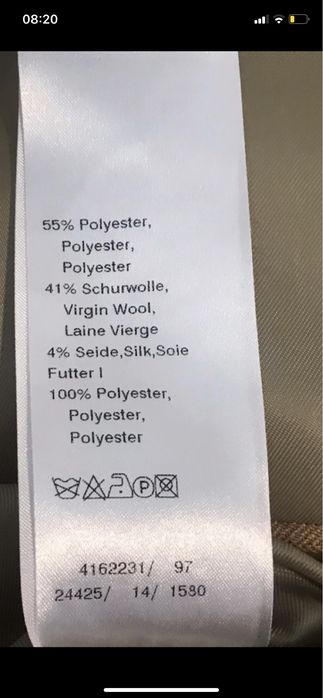 08:20
55% Polyester,
Polyester,
Polyester
41% Schurwolle,
Virgin Wool,
Laine Vierge
4% Seide,Silk,Soie
Futter I
100% Polyester,
Polyester,
Polyester
P
4162231/ 97
24425/ 14/ 1580